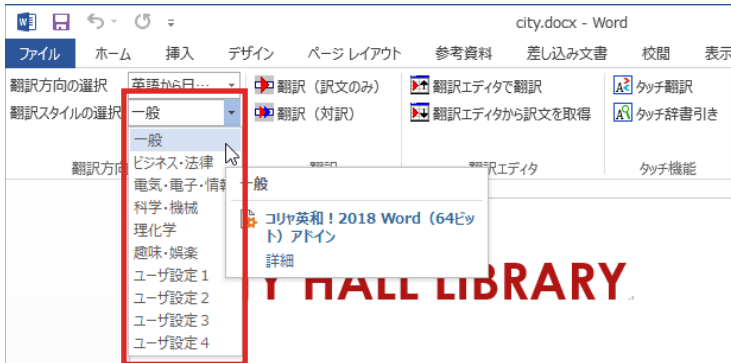 city.docx - Word
ファイル ホーム 挿入 デザイン ページ レイアウト 参考資料 差し込み文書 校閲 表示
翻訳方向の選択 英語から日… 翻訳（訳文のみ） 翻訳エディタで翻訳 タッチ翻訳
翻訳スタイルの選択 一般 翻訳（対訳） 翻訳エディタから訳文を取得 タッチ辞書引き
翻訳方向 翻訳 翻訳エディタ タッチ機能
一般
ビジネス・法律
電気・電子・情報
科学・機械
理化学
趣味・娯楽
ユーザ設定 1
ユーザ設定 2
ユーザ設定 3
ユーザ設定 4
一般
コリャ英和！2018 Word（64ビッ
ト）アドイン
詳細
TY HALL LIBRARY